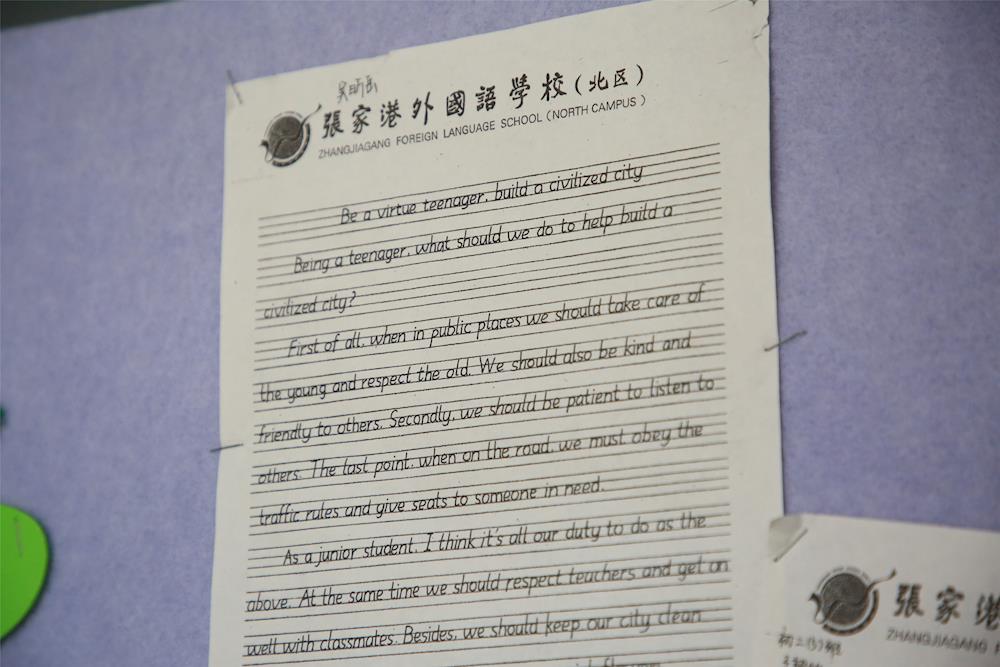 張家港外國語學校(北区)
ZHANGJIAGANG FOREIGN LANGUAGE SCHOOL (NORTH CAMPUS)
Be a virtue teenager, build a civilized city
Being a teenager, what should we do to help build a
civilized city?
First of all, when in public places we should take care of
the young and respect the old. We should also be kind and
friendly to others. Secondly, we should be patient to listen to
others. The last point, when on the road, we must obey the
traffic rules and give seats to someone in need.
As a junior student, I think it's all our duty to do as the
above. At the same time we should respect teachers and get on
well with classmates. Besides, we should keep our city clean
張家港
ZHANGJIAGANG